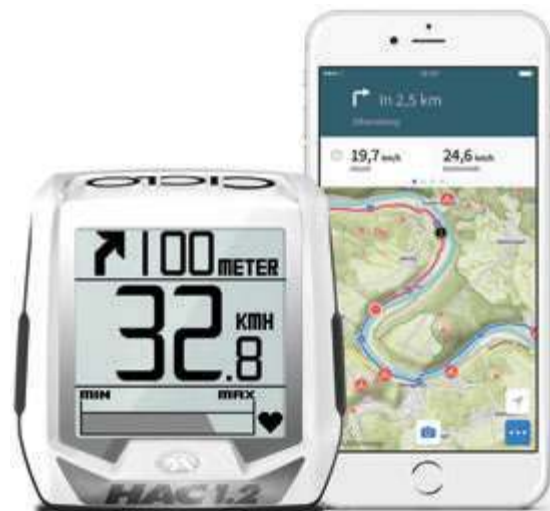 CICLO
100 METER
32.8 KMH
MIN MAX
HAC 1.2
In 2,5 km
19,7 km/h 24,6 km/h